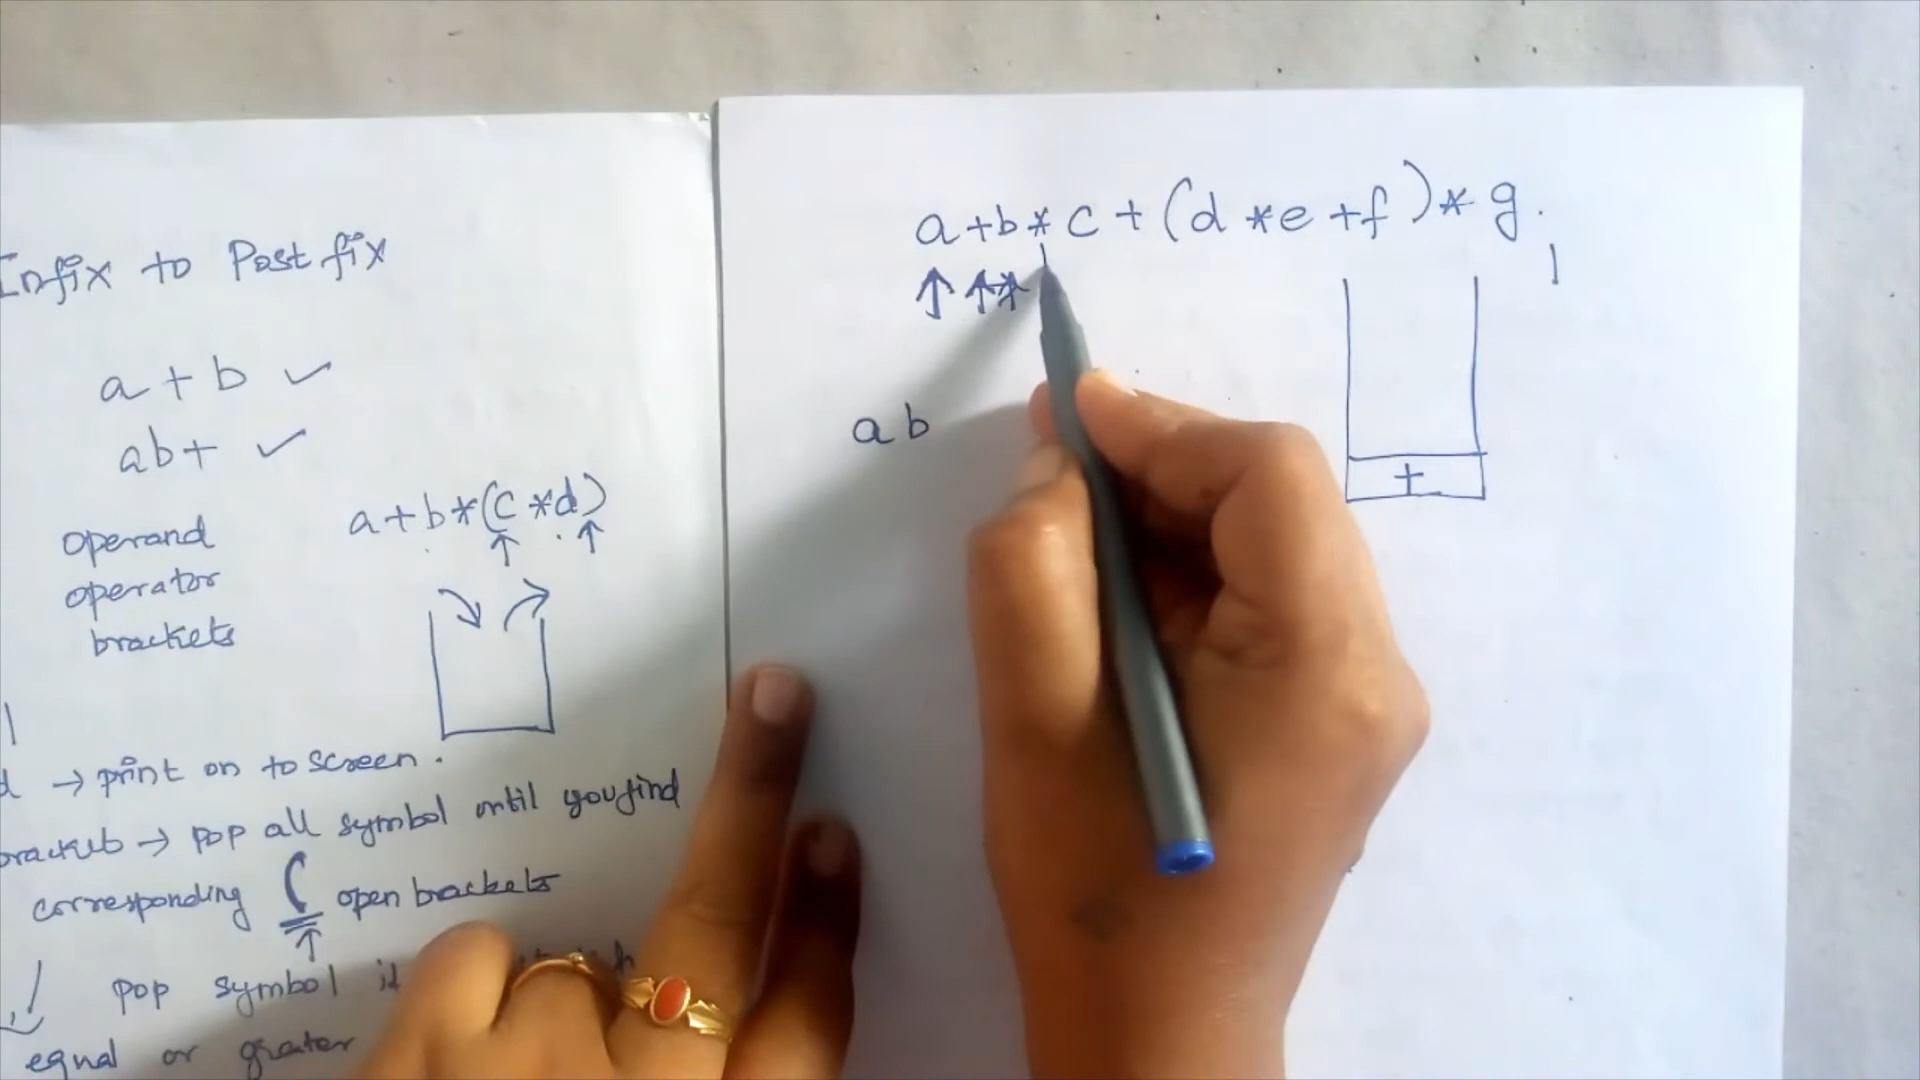 Infix to Postfix
a + b ✓
ab+ ✓
operand
operator
brackets
a+b*(c*d)
d → print on to screen.
brackets → pop all symbol until you find
corresponding ( open brackets
pop symbol
equal or greater
a+b*c+(d*e+f)*g.
ab
+